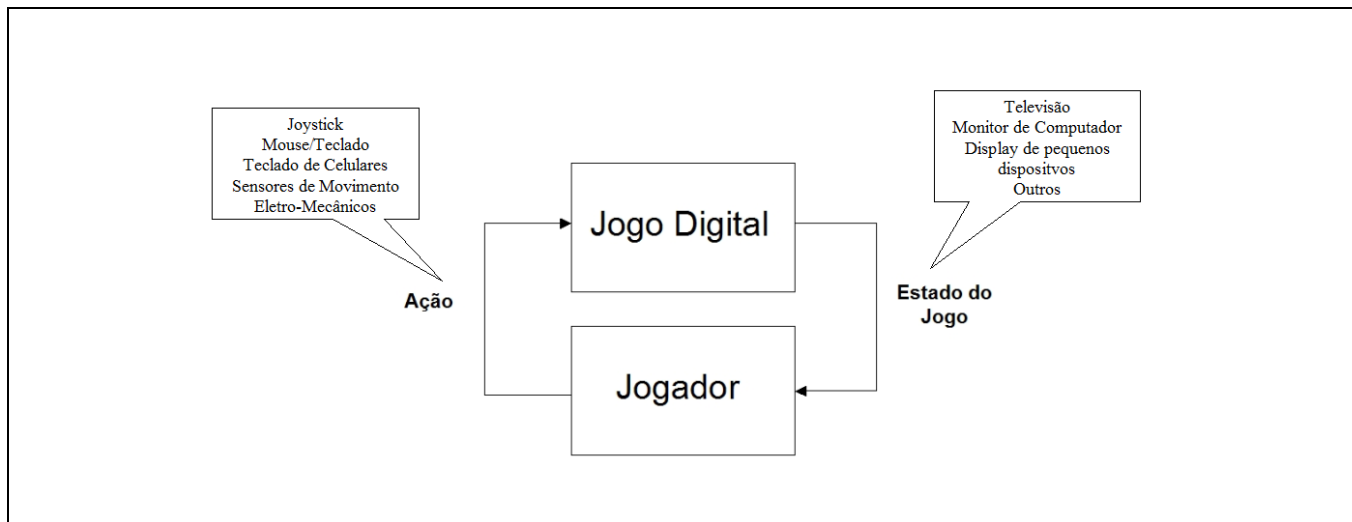 Joystick
Mouse/Teclado
Teclado de Celulares
Sensores de Movimento
Eletro-Mecânicos
Televisão
Monitor de Computador
Display de pequenos
dispositvos
Outros
Jogo Digital
Ação
Estado do
Jogo
Jogador